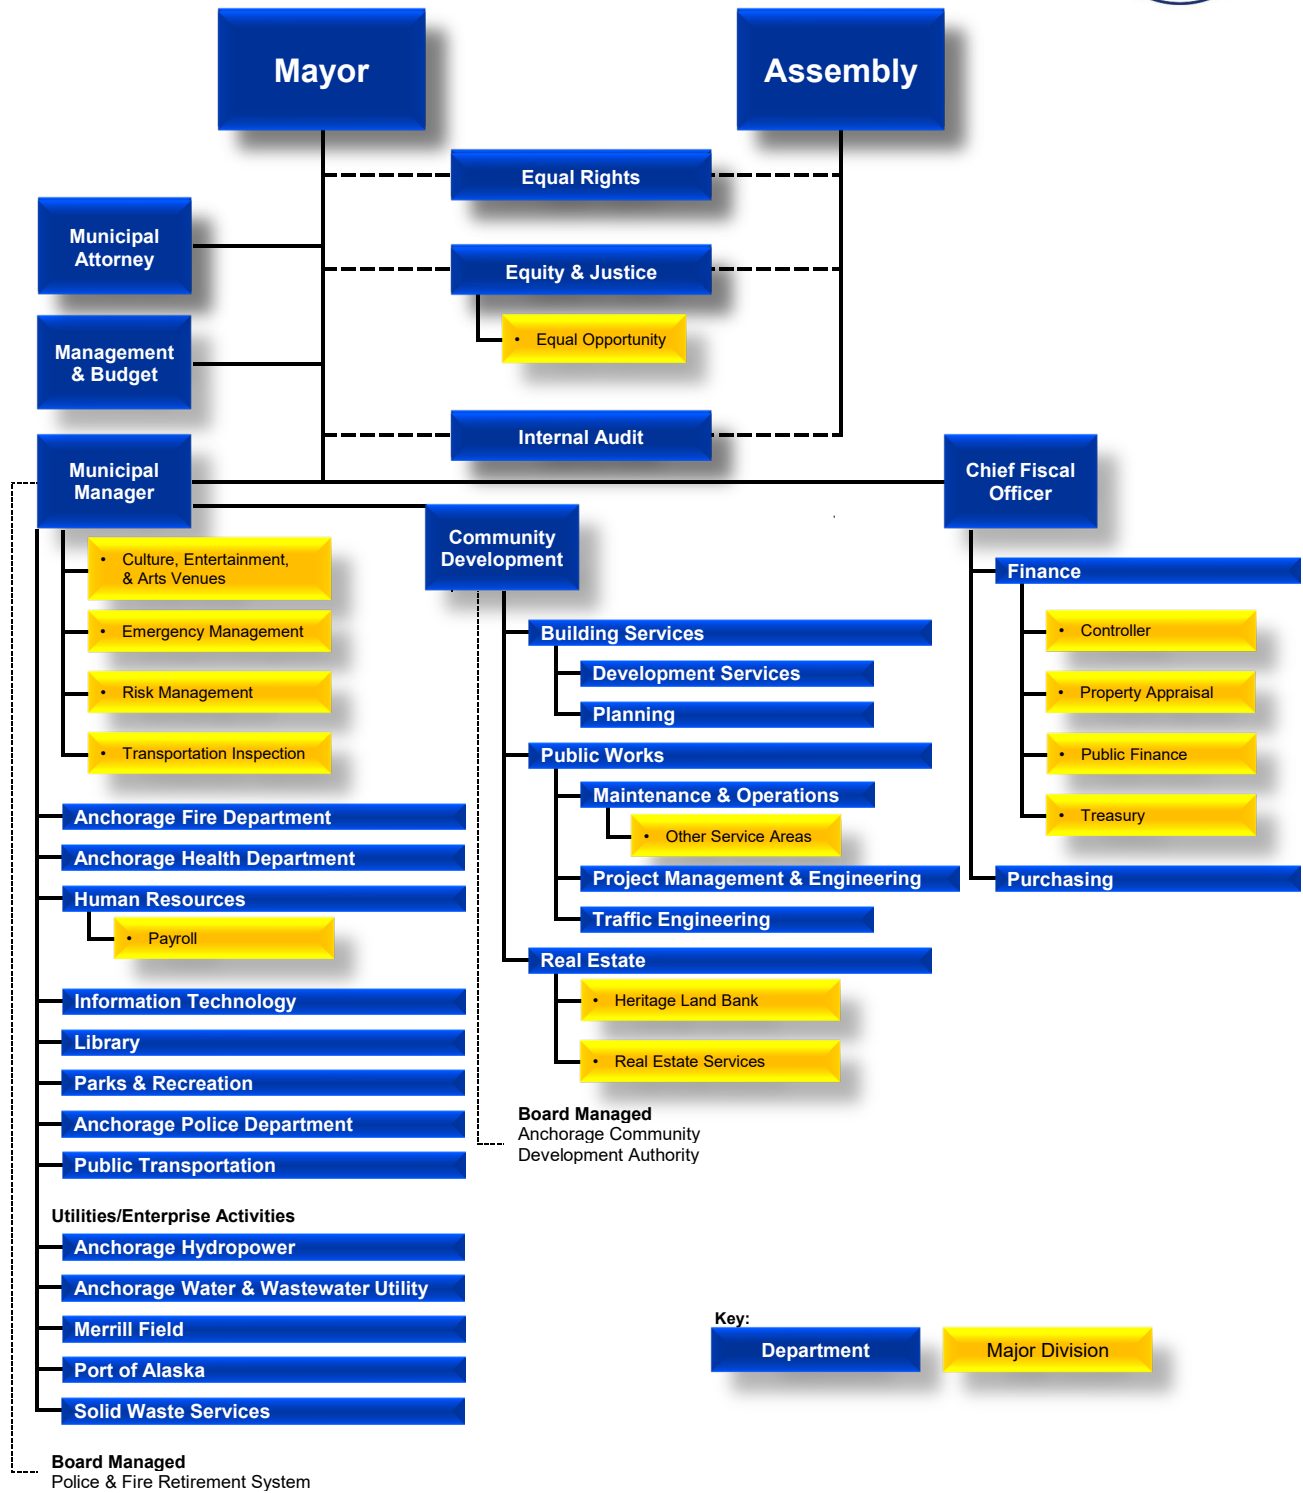 Mayor
Assembly
Equal Rights
Municipal
Attorney
Equity & Justice
• Equal Opportunity
Management
& Budget
Internal Audit
Municipal
Manager
Chief Fiscal
Officer
Community
Development
• Culture, Entertainment,
& Arts Venues
• Emergency Management
• Risk Management
• Transportation Inspection
Anchorage Fire Department
Anchorage Health Department
Human Resources
• Payroll
Information Technology
Library
Parks & Recreation
Anchorage Police Department
Public Transportation
Utilities/Enterprise Activities
Anchorage Hydropower
Anchorage Water & Wastewater Utility
Merrill Field
Port of Alaska
Solid Waste Services
Board Managed
Police & Fire Retirement System
Building Services
Development Services
Planning
Public Works
Maintenance & Operations
• Other Service Areas
Project Management & Engineering
Traffic Engineering
Real Estate
• Heritage Land Bank
• Real Estate Services
Board Managed
Anchorage Community
Development Authority
Finance
• Controller
• Property Appraisal
• Public Finance
• Treasury
Purchasing
Key:
Department
Major Division